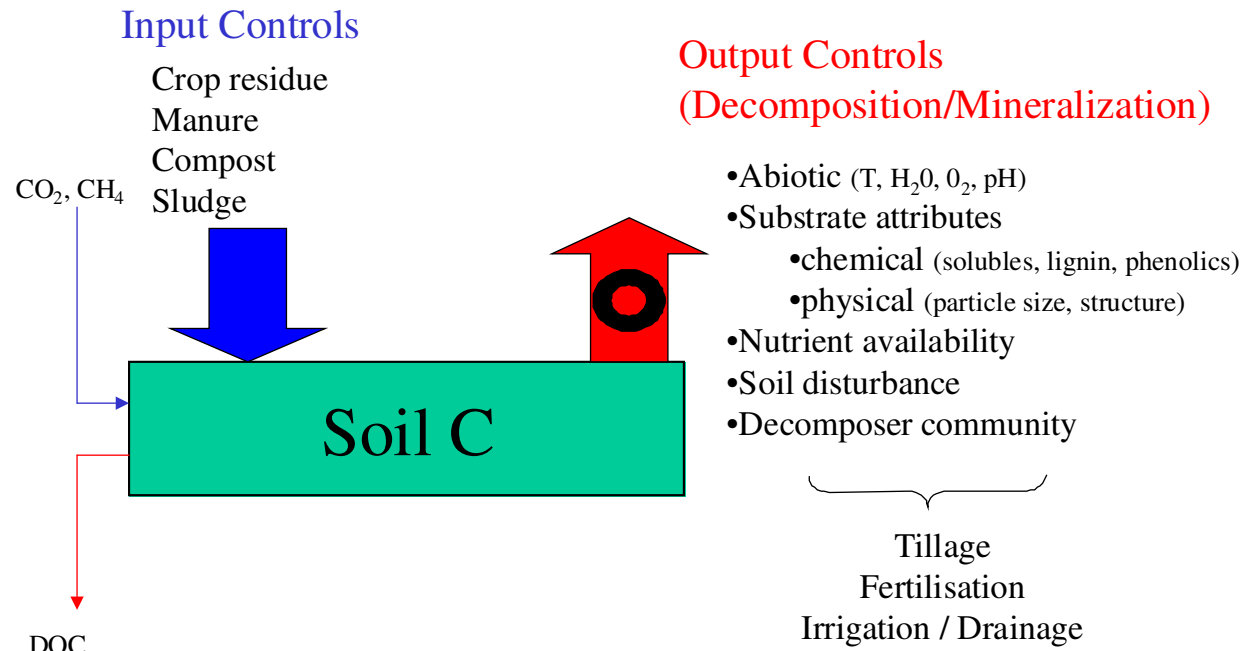 Input Controls
Crop residue
Manure
Compost
Sludge
CO₂, CH₄
Output Controls
(Decomposition/Mineralization)
•Abiotic (T, H₂0, 0₂, pH)
•Substrate attributes
•chemical (solubles, lignin, phenolics)
•physical (particle size, structure)
•Nutrient availability
•Soil disturbance
•Decomposer community
Soil C
Tillage
Fertilisation
Irrigation / Drainage
DOC